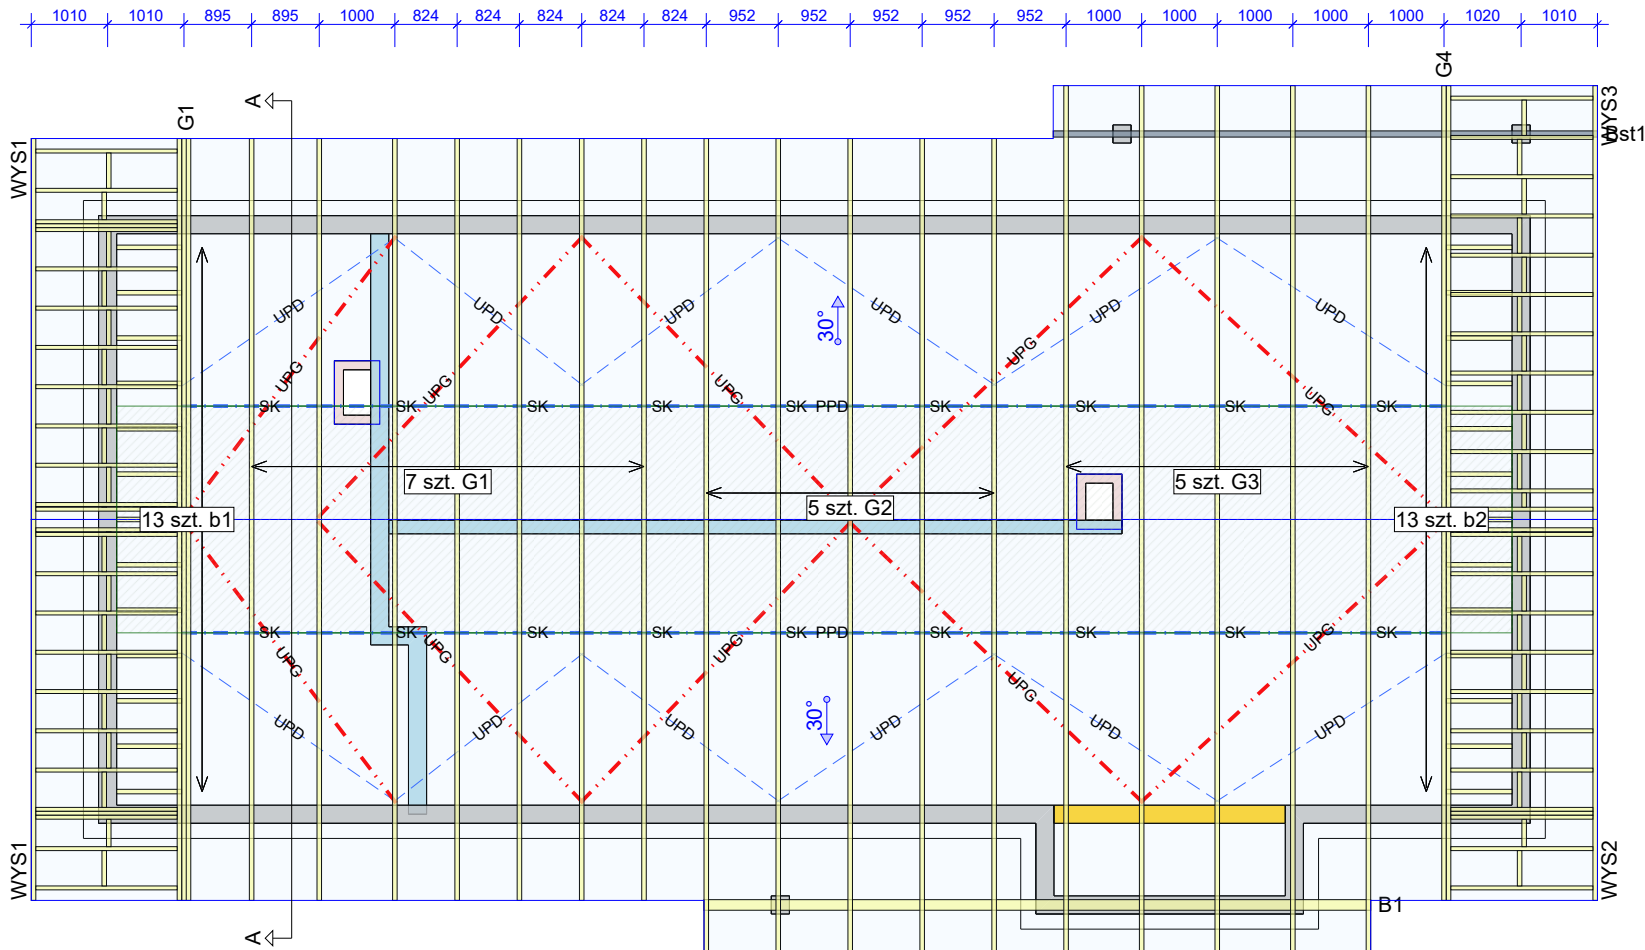 1010 1010 895 895 1000 824 824 824 824 824 952 952 952 952 952 1000 1000 1000 1000 1000 1020 1010
G4
A
G1
WYS3
Bst1
WYS1
UPD UPD UPD UPD UPD UPD
30°
UPG UPG UPG UPG UPG
SK SK SK SK SK PPD SK SK SK SK
7 szt. G1
5 szt. G3
5 szt. G2
13 szt. b1
13 szt. b2
SK SK SK SK SK PPD SK SK SK SK
UPG UPG UPG UPG UPG
30°
UPD UPD UPD UPD UPD UPD
WYS1
WYS2
B1
A